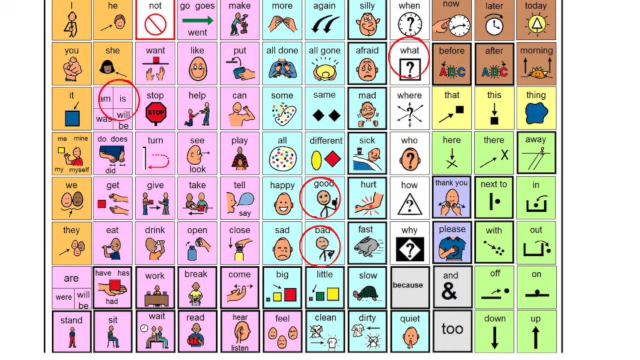 I he not go goes make more again silly when now later today
went
you she want like put all done all gone afraid what before after morning
ABC ABC
it am is stop help can some same mad where that this thing
was will be STOP
me mine do does turn see play all different sick who here there away
my myself did look X
we get give take tell happy good hurt how thank you next to in
say
they eat drink open close sad bad fast why please with out
are have has work break come big little slow because and off on
were will be had &
stand sit wait read hear feel clean dirty quiet too down up
listen